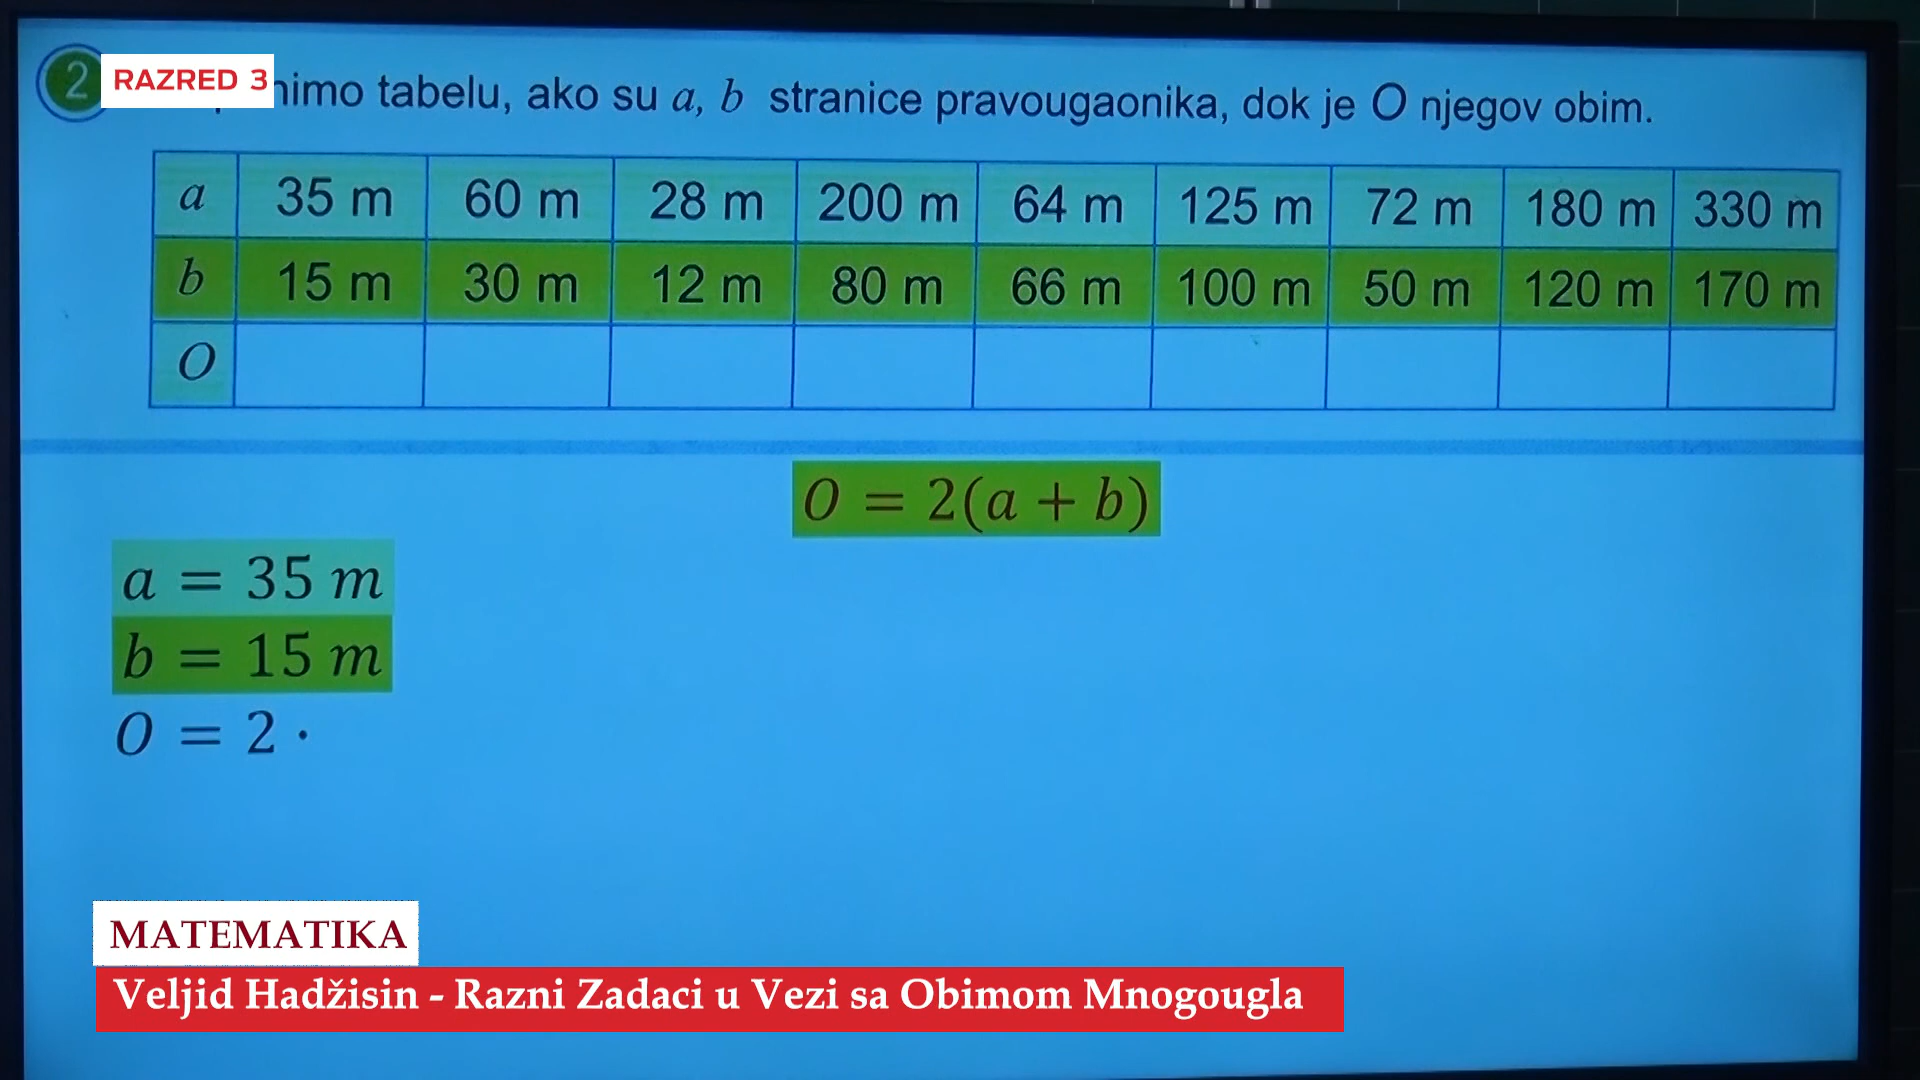 2 RAZRED 3 nimo tabelu, ako su a, b stranice pravougaonika, dok je O njegov obim.
a 35 m 60 m 28 m 200 m 64 m 125 m 72 m 180 m 330 m
b 15 m 30 m 12 m 80 m 66 m 100 m 50 m 120 m 170 m
O
O = 2(a + b)
a = 35 m
b = 15 m
O = 2 ·
MATEMATIKA
Veljid Hadžisin - Razni Zadaci u Vezi sa Obimom Mnogougla